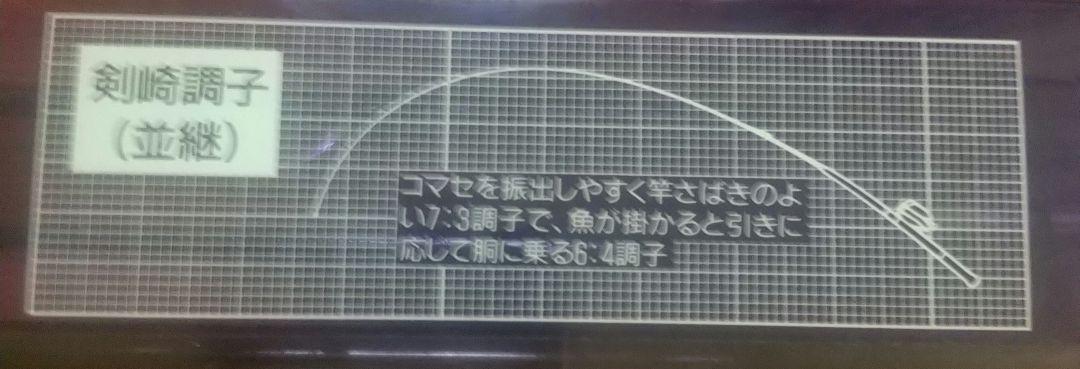 剣崎調子
(並継)
コマセを振出しやすく竿さばきのよ
い7:3調子で、魚が掛かると引きに
応じて胴に乗る6:4調子